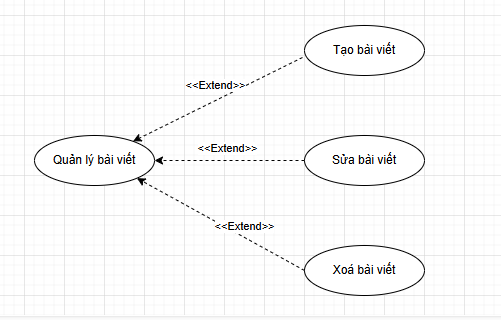 Tạo bài viết
<<Extend>>
<<Extend>>
Quản lý bài viết
Sửa bài viết
<<Extend>>
Xoá bài viết